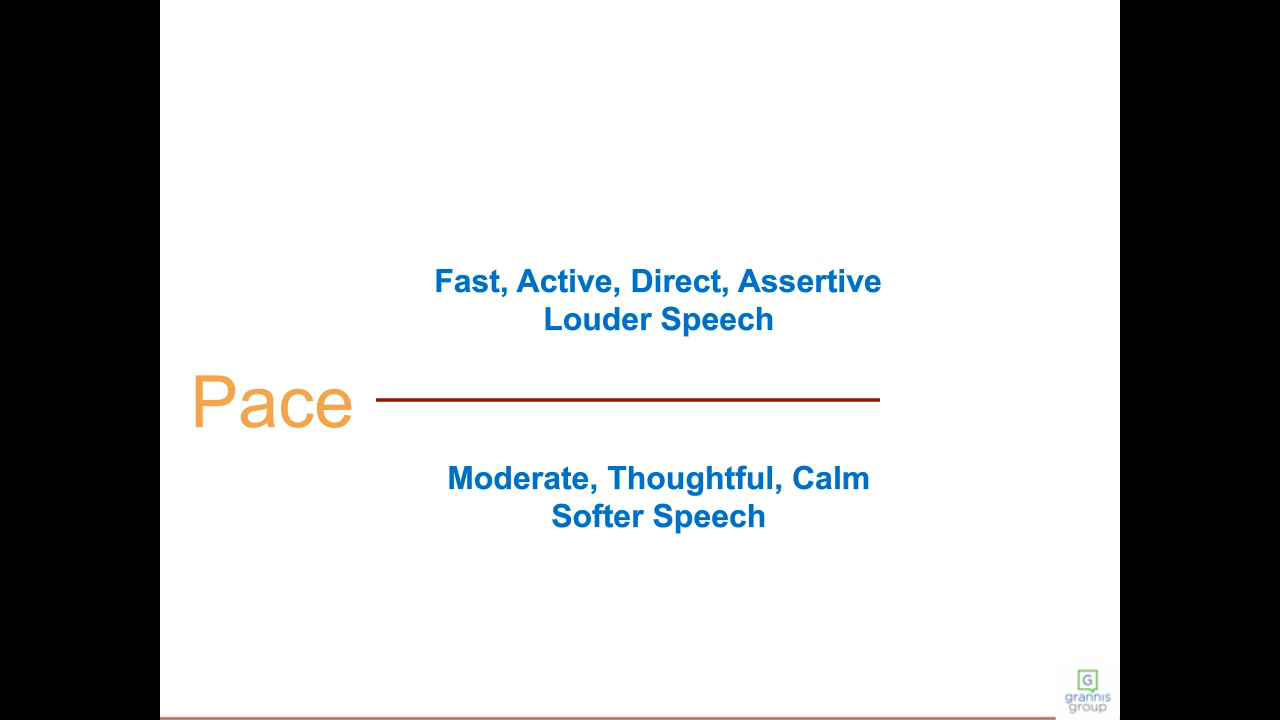 Fast, Active, Direct, Assertive
Louder Speech
Pace
Moderate, Thoughtful, Calm
Softer Speech
G
grannis
group